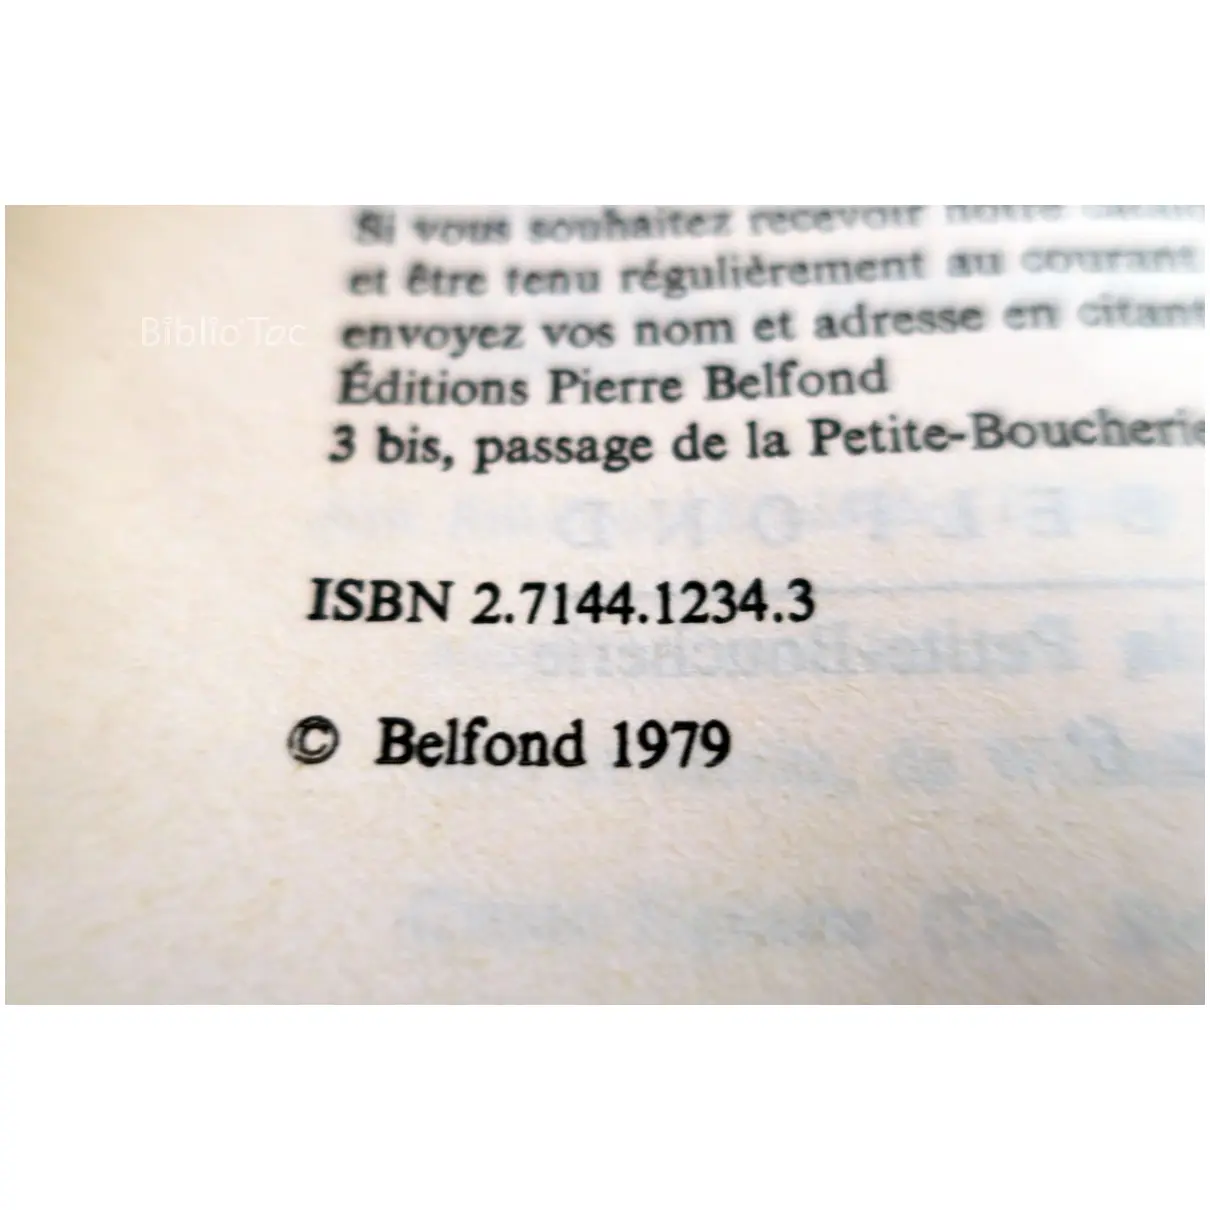 Si vous souhaitez recevoir notre
et être tenu régulièrement au courant
envoyez vos nom et adresse en citant
Éditions Pierre Belfond
3 bis, passage de la Petite-Boucherie
Biblio'Toc
ISBN 2.7144.1234.3
© Belfond 1979